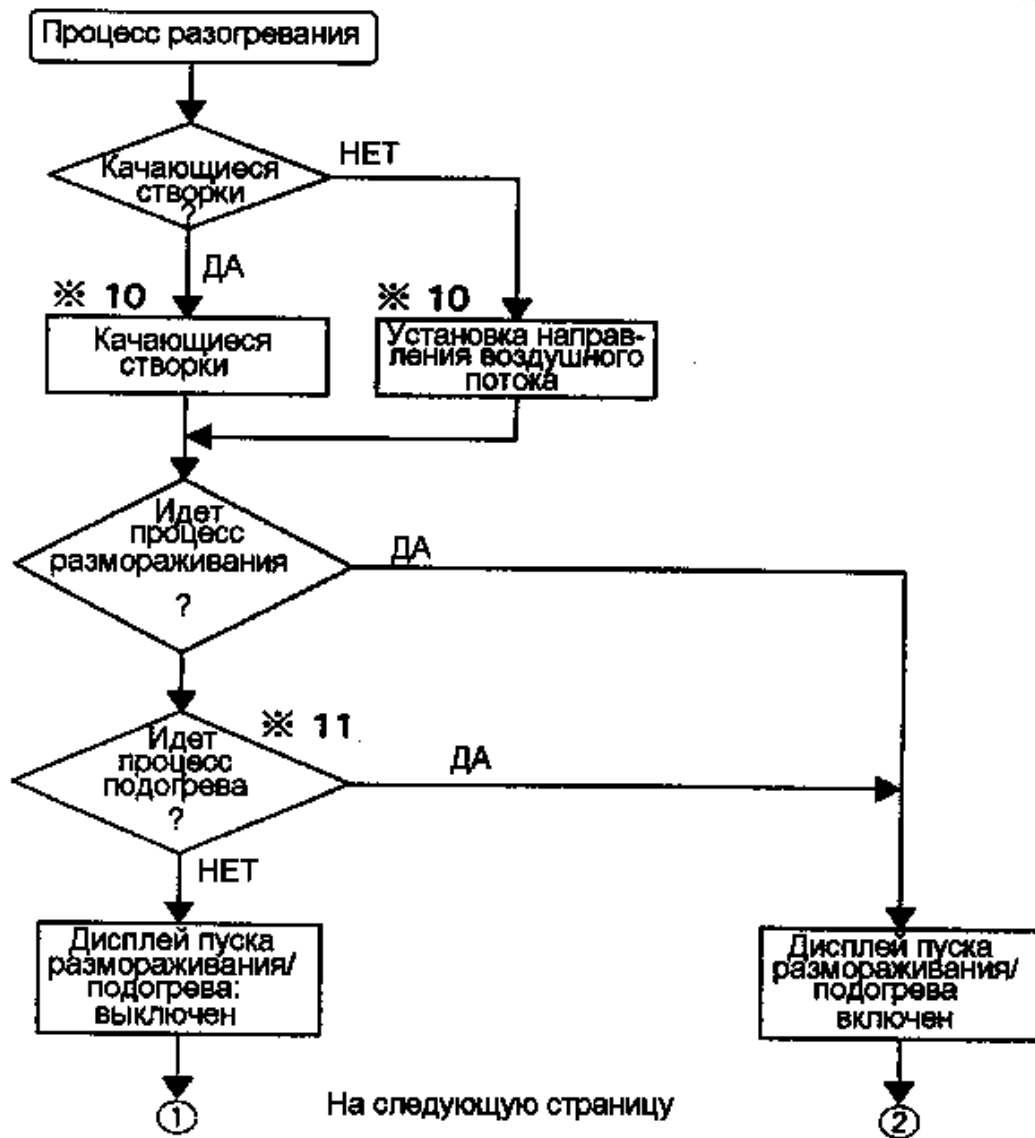 Процесс разогревания
Качающиеся
створки
?
НЕТ
ДА
※ 10
Качающиеся
створки
※ 10
Установка направ-
ления воздушного
потока
Идет
процесс
размораживания
?
ДА
※ 11
Идет
процесс
подогрева
?
ДА
НЕТ
Дисплей пуска
размораживания/
подогрева:
выключен
Дисплей пуска
размораживания/
подогрева
включен
1
На следующую страницу
2